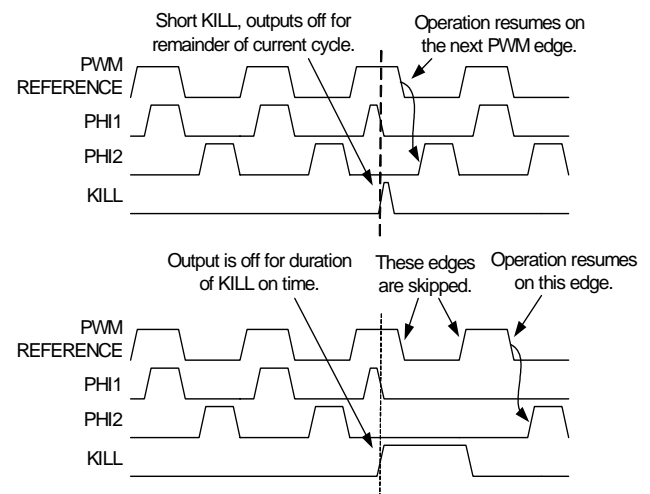 Short KILL, outputs off for
remainder of current cycle.
Operation resumes on
the next PWM edge.
PWM
REFERENCE
PHI1
PHI2
KILL
Output is off for duration
of KILL on time.
These edges
are skipped.
Operation resumes
on this edge.
PWM
REFERENCE
PHI1
PHI2
KILL